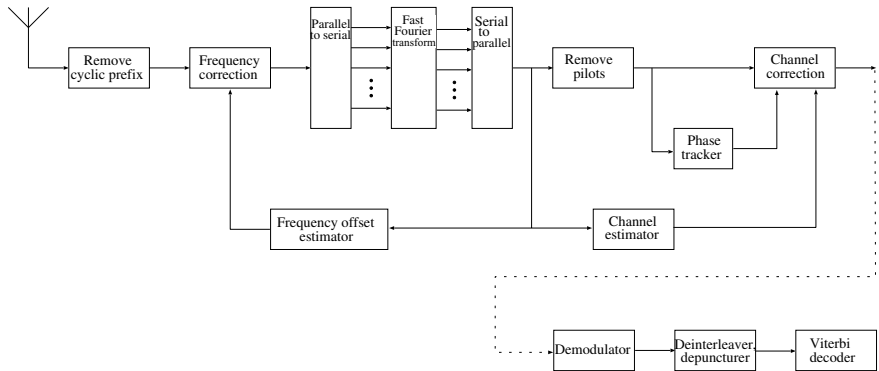 Parallel
to serial
Fast
Fourier
transform
Serial
to
parallel
Remove
cyclic prefix
Frequency
correction
Remove
pilots
Channel
correction
Phase
tracker
Frequency offset
estimator
Channel
estimator
Demodulator
Deinterleaver,
depuncturer
Viterbi
decoder